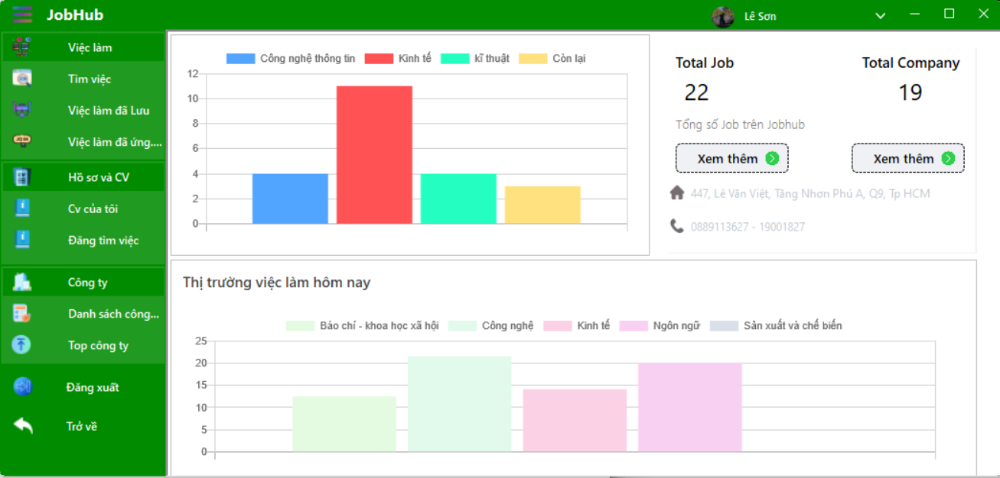 JobHub
Lê Sơn
Việc làm
Tìm việc
Việc làm đã Lưu
Việc làm đã ứng....
Hồ sơ và CV
Cv của tôi
Đăng tìm việc
Công ty
Danh sách công...
Top công ty
Đăng xuất
Trở về
Công nghệ thông tin Kinh tế kĩ thuật Còn lại
12
10
8
6
4
2
0
Total Job Total Company
22 19
Tổng số Job trên Jobhub
Xem thêm Xem thêm
447, Lê Văn Việt, Tăng Nhơn Phú A, Q9, Tp HCM
0889113627 - 19001827
Thị trường việc làm hôm nay
Báo chí - khoa học xã hội Công nghệ Kinh tế Ngôn ngữ Sản xuất và chế biến
25
20
15
10
5
0